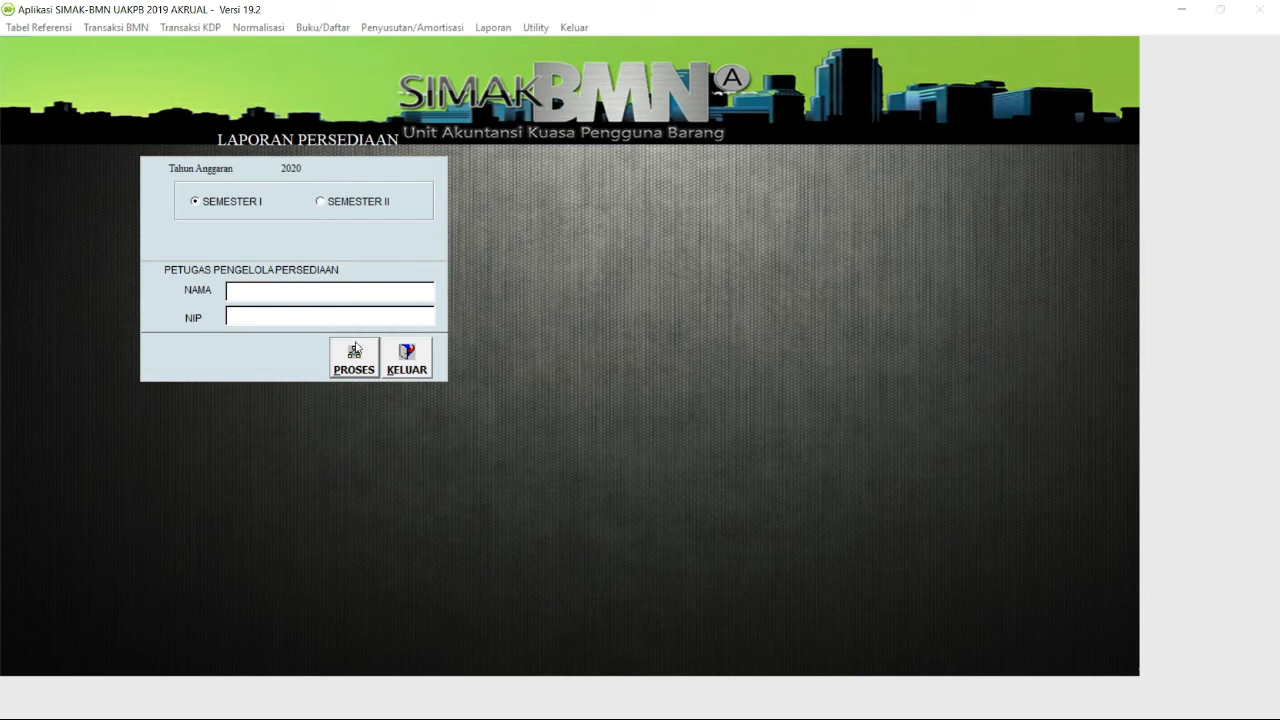 Aplikasi SIMAK-BMN UAKPB 2019 AKRUAL - Versi 19.2
Tabel Referensi Transaksi BMN Transaksi KDP Normalisasi Buku/Daftar Penyusutan/Amortisasi Laporan Utility Keluar
SIMAK BMN A
Unit Akuntansi Kuasa Pengguna Barang
LAPORAN PERSEDIAAN
Tahun Anggaran 2020
SEMESTER I SEMESTER II
PETUGAS PENGELOLA PERSEDIAAN
NAMA
NIP
PROSES KELUAR